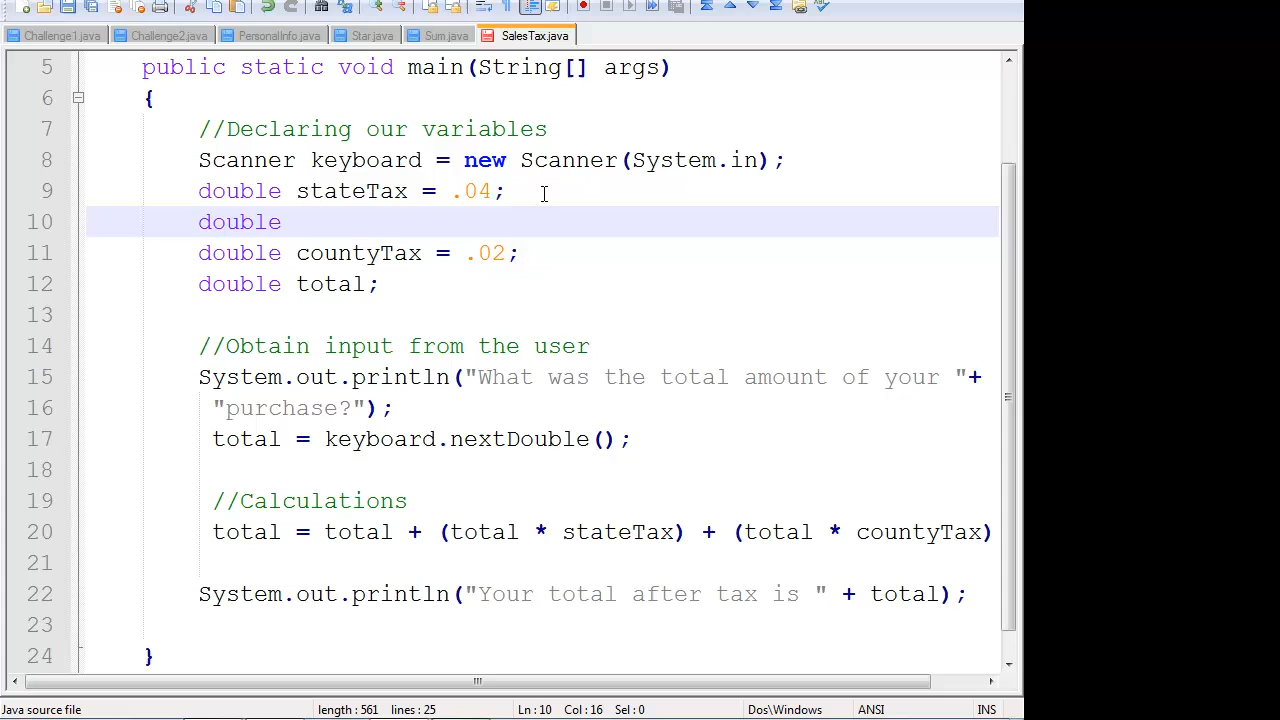 Challenge1.java Challenge2.java PersonalInfo.java Star.java Sum.java SalesTax.java
5 public static void main(String[] args)
6 {
7 //Declaring our variables
8 Scanner keyboard = new Scanner(System.in);
9 double stateTax = .04;
10 double
11 double countyTax = .02;
12 double total;
13
14 //Obtain input from the user
15 System.out.println("What was the total amount of your "+
16 "purchase?");
17 total = keyboard.nextDouble();
18
19 //Calculations
20 total = total + (total * stateTax) + (total * countyTax)
21
22 System.out.println("Your total after tax is " + total);
23
24 }
Java source file length : 561 lines : 25 Ln : 10 Col : 16 Sel : 0 Dos\Windows ANSI INS